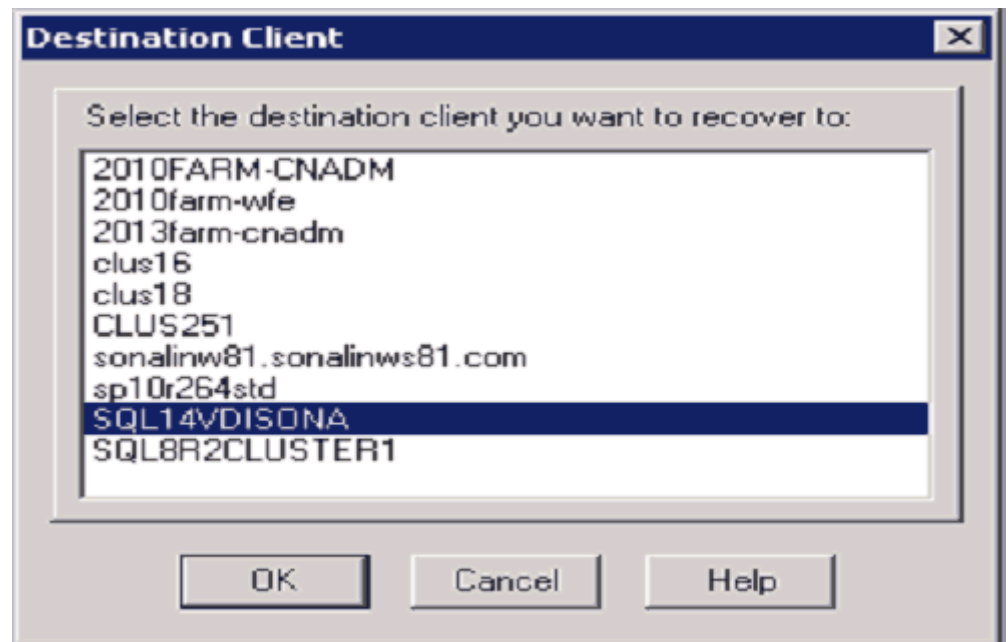 Destination Client
Select the destination client you want to recover to:
2010FARM-CNADM
2010farm-wfe
2013farm-cnadm
clus16
clus18
CLUS251
sonalinw81.sonalinws81.com
sp10r264std
SQL14VDISONA
SQL8R2CLUSTER1
OK
Cancel
Help